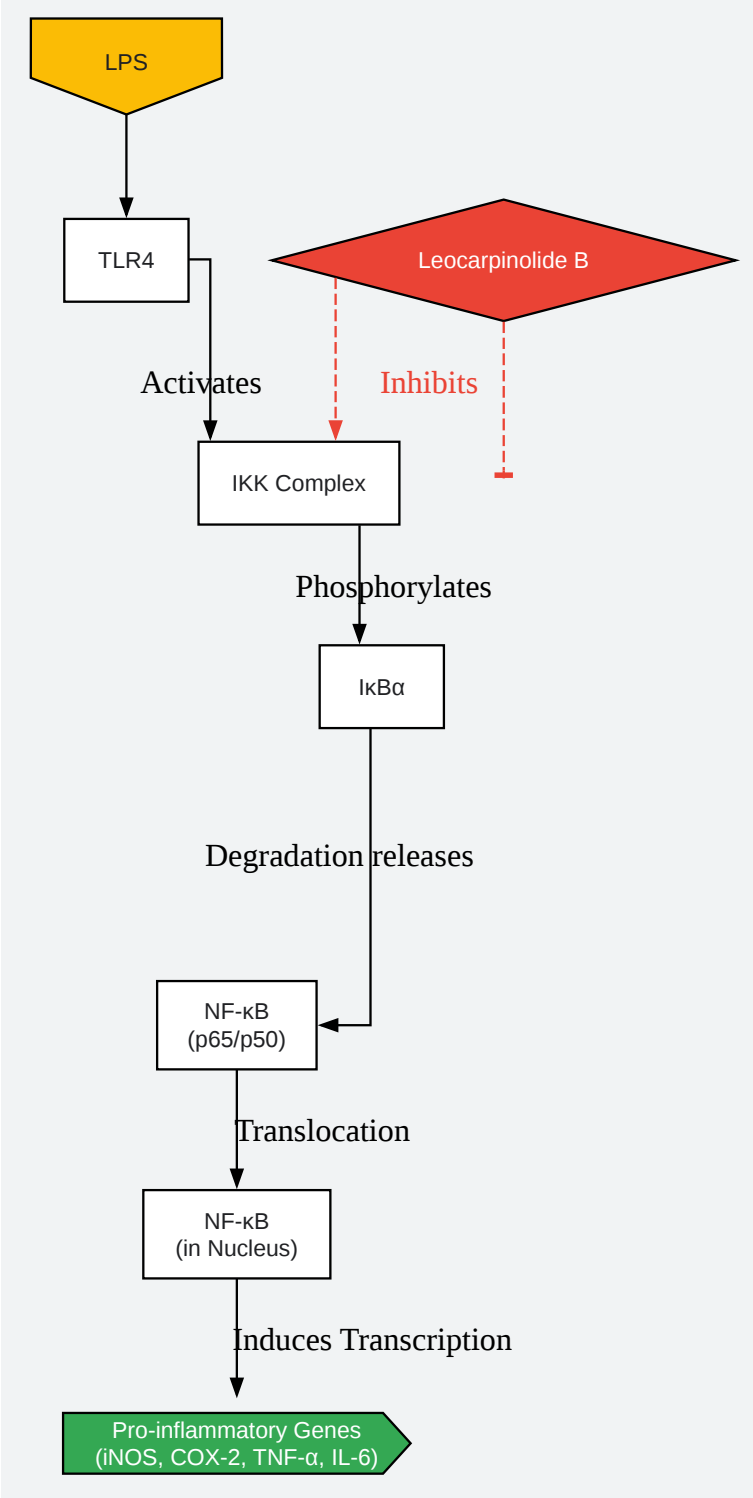 LPS
TLR4
Leocarpinolide B
Activates
Inhibits
IKK Complex
Phosphorylates
IκBα
Degradation releases
NF-κB
(p65/p50)
Translocation
NF-κB
(in Nucleus)
Induces Transcription
Pro-inflammatory Genes
(iNOS, COX-2, TNF-α, IL-6)